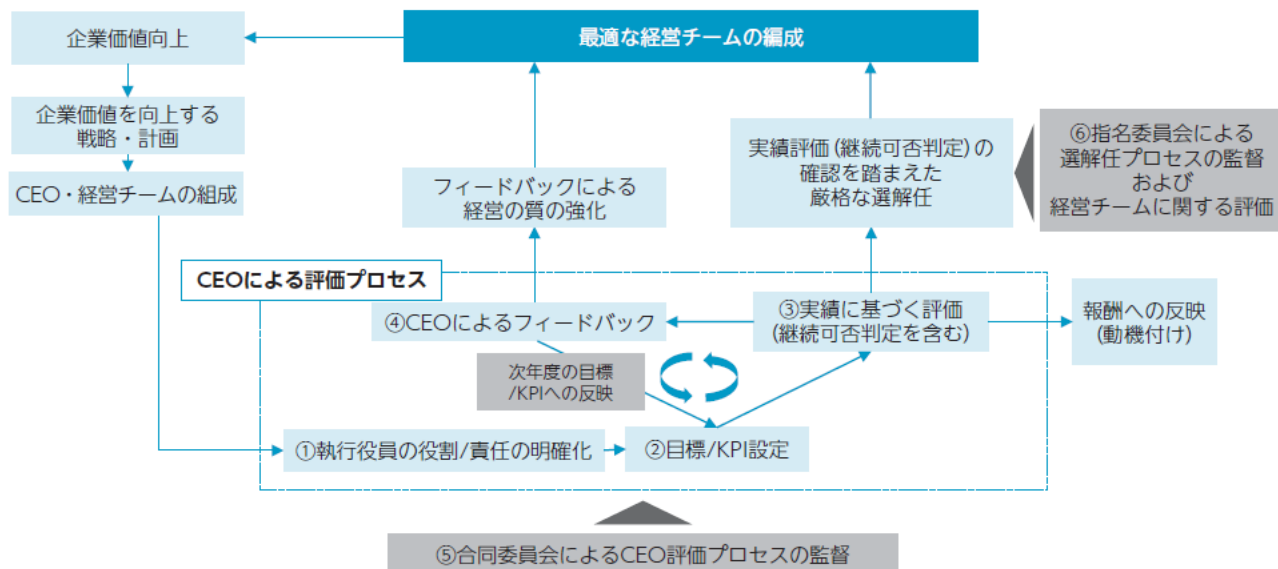 企業価値向上
最適な経営チームの編成
企業価値を向上する
戦略・計画
CEO・経営チームの組成
フィードバックによる
経営の質の強化
実績評価(継続可否判定)の
確認を踏まえた
厳格な選解任
⑥指名委員会による
選解任プロセスの監督
および
経営チームに関する評価
CEOによる評価プロセス
④CEOによるフィードバック
③実績に基づく評価
(継続可否判定を含む)
報酬への反映
(動機付け)
次年度の目標
/KPIへの反映
①執行役員の役割/責任の明確化
②目標/KPI設定
⑤合同委員会によるCEO評価プロセスの監督